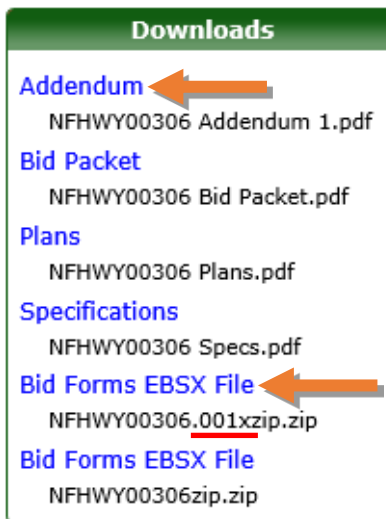 Downloads
Addendum
NFHWY00306 Addendum 1.pdf
Bid Packet
NFHWY00306 Bid Packet.pdf
Plans
NFHWY00306 Plans.pdf
Specifications
NFHWY00306 Specs.pdf
Bid Forms EBSX File
NFHWY00306.001xzip.zip
Bid Forms EBSX File
NFHWY00306zip.zip